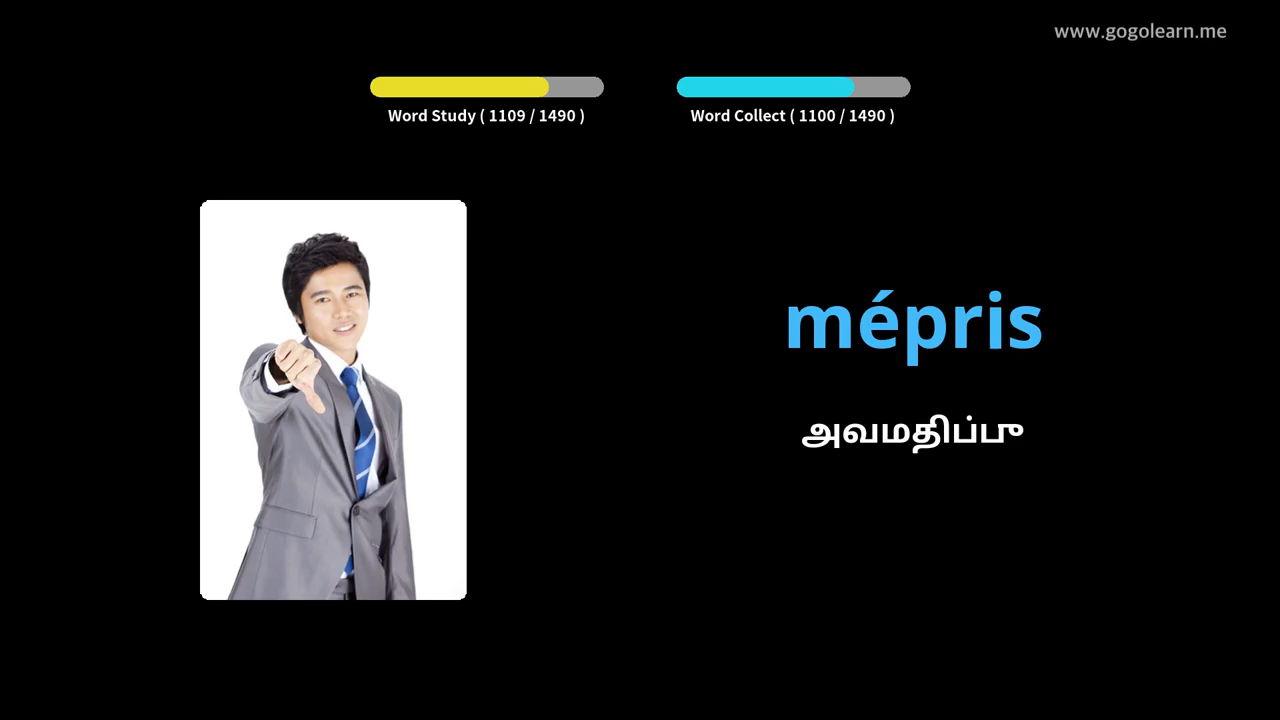 www.gogolearn.me
Word Study ( 1109 / 1490 )
Word Collect ( 1100 / 1490 )
mépris
அவமதிப்பு